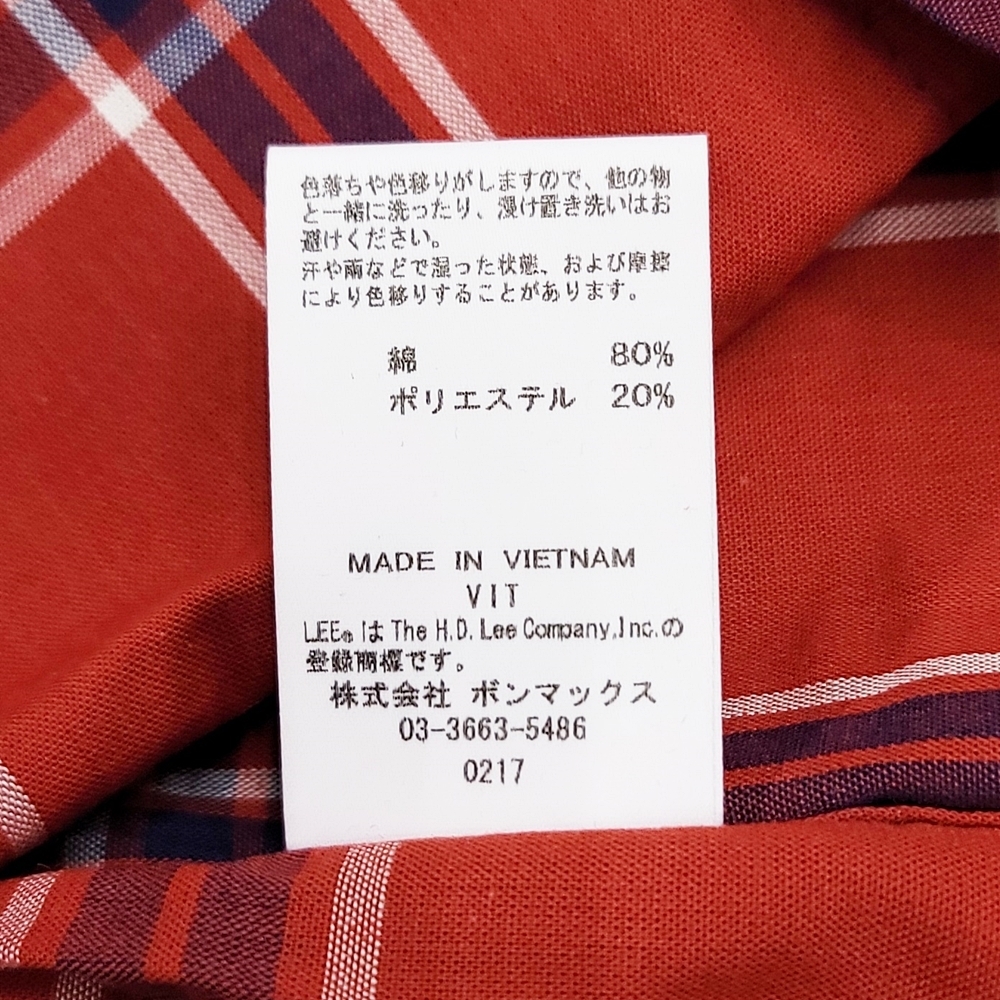 色落ちや色移りがしますので、他の物
と一緒に洗ったり、浸け置き洗いはお
避けください。
汗や雨などで湿った状態、および摩擦
により色移りすることがあります。
綿 80%
ポリエステル 20%
MADE IN VIETNAM
VIT
LEE® は The H.D. Lee Company,Inc.の
登録商標です。
株式会社 ボンマックス
03-3663-5486
0217